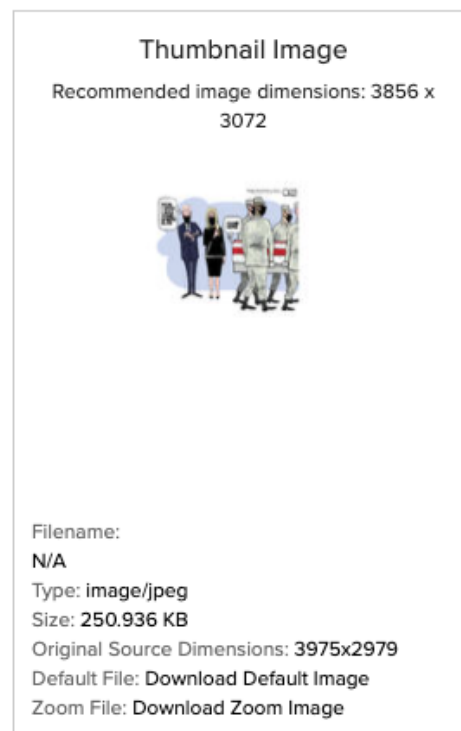 Thumbnail Image
Recommended image dimensions: 3856 x
3072
Filename:
N/A
Type: image/jpeg
Size: 250.936 KB
Original Source Dimensions: 3975x2979
Default File: Download Default Image
Zoom File: Download Zoom Image